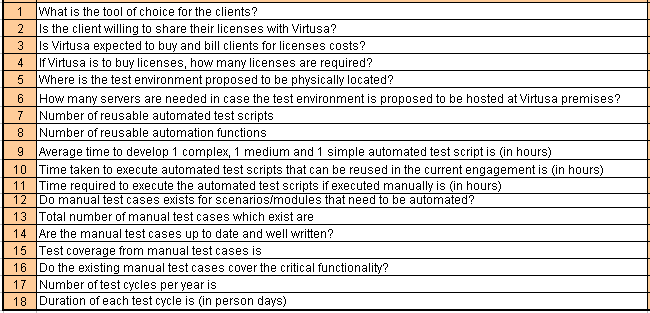 1 What is the tool of choice for the clients?
2 Is the client willing to share their licenses with Virtusa?
3 Is Virtusa expected to buy and bill clients for licenses costs?
4 If Virtusa is to buy licenses, how many licenses are required?
5 Where is the test environment proposed to be physically located?
6 How many servers are needed in case the test environment is proposed to be hosted at Virtusa premises?
7 Number of reusable automated test scripts
8 Number of reusable automation functions
9 Average time to develop 1 complex, 1 medium and 1 simple automated test script is (in hours)
10 Time taken to execute automated test scripts that can be reused in the current engagement is (in hours)
11 Time required to execute the automated test scripts if executed manually is (in hours)
12 Do manual test cases exists for scenarios/modules that need to be automated?
13 Total number of manual test cases which exist are
14 Are the manual test cases up to date and well written?
15 Test coverage from manual test cases is
16 Do the existing manual test cases cover the critical functionality?
17 Number of test cycles per year is
18 Duration of each test cycle is (in person days)